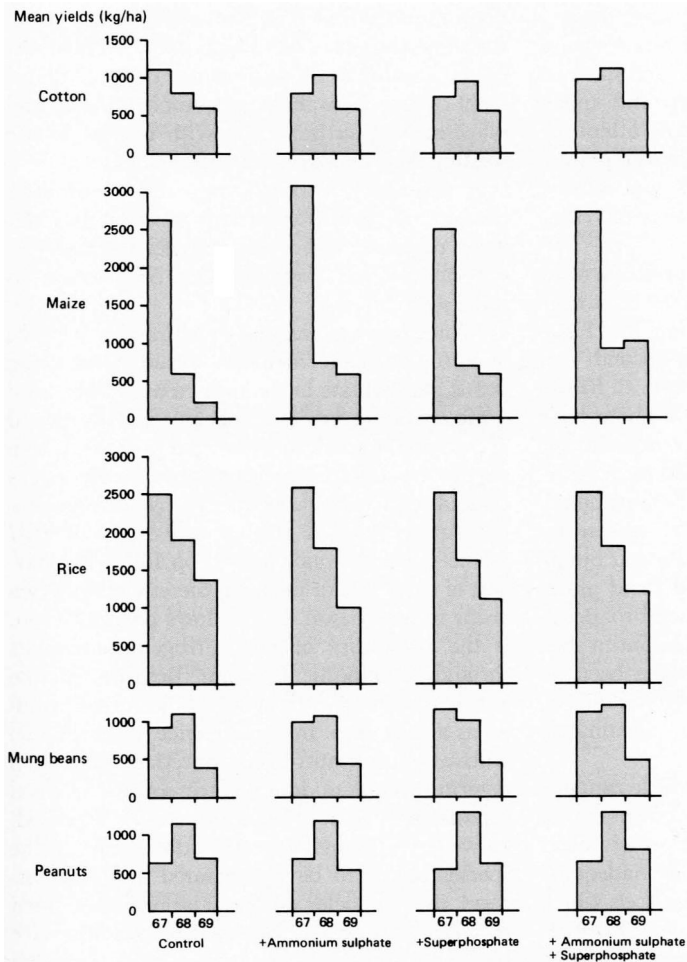 Mean yields (kg/ha)
1500
1000
Cotton
500
0
3000
2500
2000
Maize
1500
1000
500
0
3000
2500
2000
Rice
1500
1000
500
0
1000
Mung beans
500
0
1000
Peanuts
500
0
67 68 69 67 68 69 67 68 69 67 68 69
Control +Ammonium sulphate +Superphosphate + Ammonium sulphate
+ Superphosphate